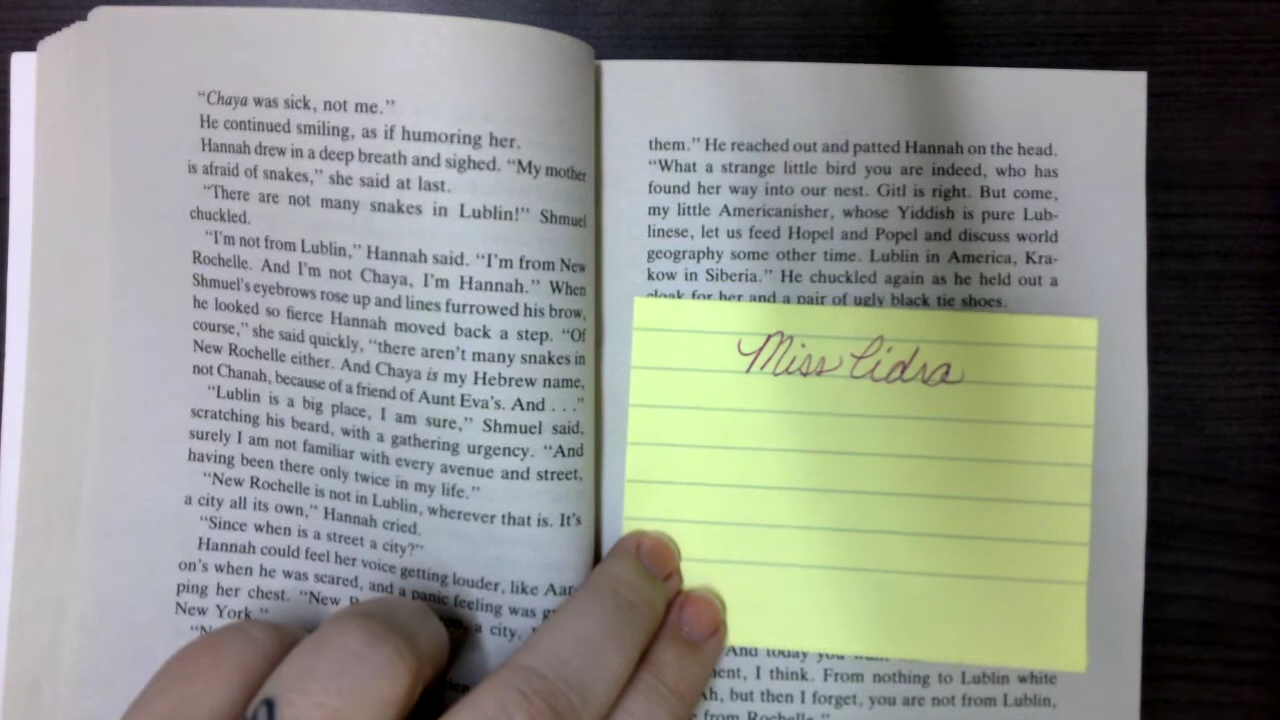 "Chaya was sick, not me."
He continued smiling, as if humoring her.
Hannah drew in a deep breath and sighed. "My mother
is afraid of snakes," she said at last.
"There are not many snakes in Lublin!" Shmuel
chuckled.
"I'm not from Lublin," Hannah said. "I'm from New
Rochelle. And I'm not Chaya, I'm Hannah." When
Shmuel's eyebrows rose up and lines furrowed his brow,
he looked so fierce Hannah moved back a step. "Of
course," she said quickly, "there aren't many snakes in
New Rochelle either. And Chaya is my Hebrew name,
not Chanah, because of a friend of Aunt Eva's. And . . ."
"Lublin is a big place, I am sure," Shmuel said,
scratching his beard, with a gathering urgency. "And
surely I am not familiar with every avenue and street,
having been there only twice in my life."
"New Rochelle is not in Lublin, wherever that is. It's
a city all its own," Hannah cried.
"Since when is a street a city?"
Hannah could feel her voice getting louder, like Aar-
on's when he was scared, and a panic feeling was
ping her chest. "New a city,
New York."
them." He reached out and patted Hannah on the head.
"What a strange little bird you are indeed, who has
found her way into our nest. Gitl is right. But come,
my little Americanisher, whose Yiddish is pure Lub-
linese, let us feed Hopel and Popel and discuss world
geography some other time. Lublin in America, Kra-
kow in Siberia." He chuckled again as he held out a
cloak for her and a pair of ugly black tie shoes.
Miss Lidra
And today you
I think. From nothing to Lublin white
but then I forget, you are not from Lublin,
from Rochelle."